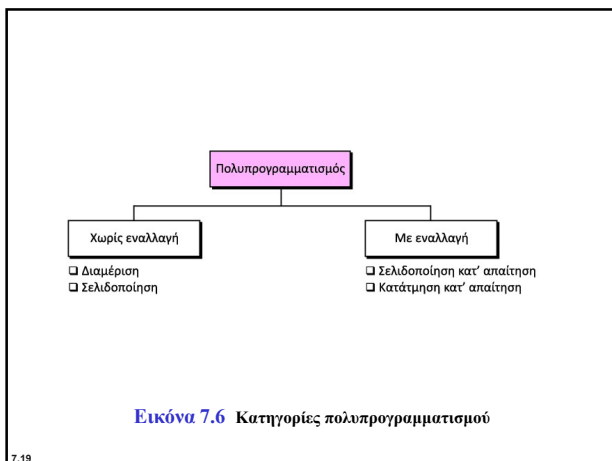 Πολυπρογραμματισμός
Χωρίς εναλλαγή
❑ Διαμέριση
❑ Σελιδοποίηση
Με εναλλαγή
❑ Σελιδοποίηση κατ’ απαίτηση
❑ Κατάτμηση κατ’ απαίτηση
Εικόνα 7.6 Κατηγορίες πολυπρογραμματισμού
7.19